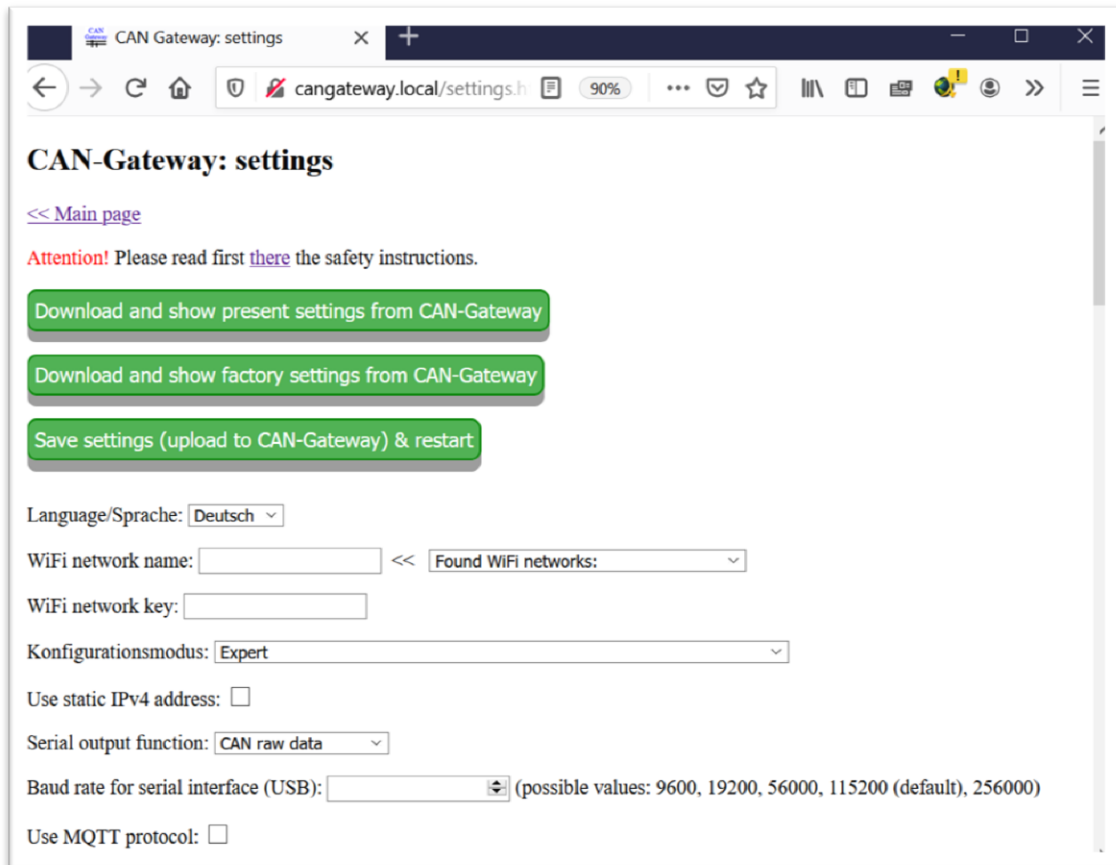 CAN Gateway: settings
cangateway.local/settings.h 90%
CAN-Gateway: settings
<< Main page
Attention! Please read first there the safety instructions.
Download and show present settings from CAN-Gateway
Download and show factory settings from CAN-Gateway
Save settings (upload to CAN-Gateway) & restart
Language/Sprache: Deutsch
WiFi network name: << Found WiFi networks:
WiFi network key:
Konfigurationsmodus: Expert
Use static IPv4 address:
Serial output function: CAN raw data
Baud rate for serial interface (USB): (possible values: 9600, 19200, 56000, 115200 (default), 256000)
Use MQTT protocol: